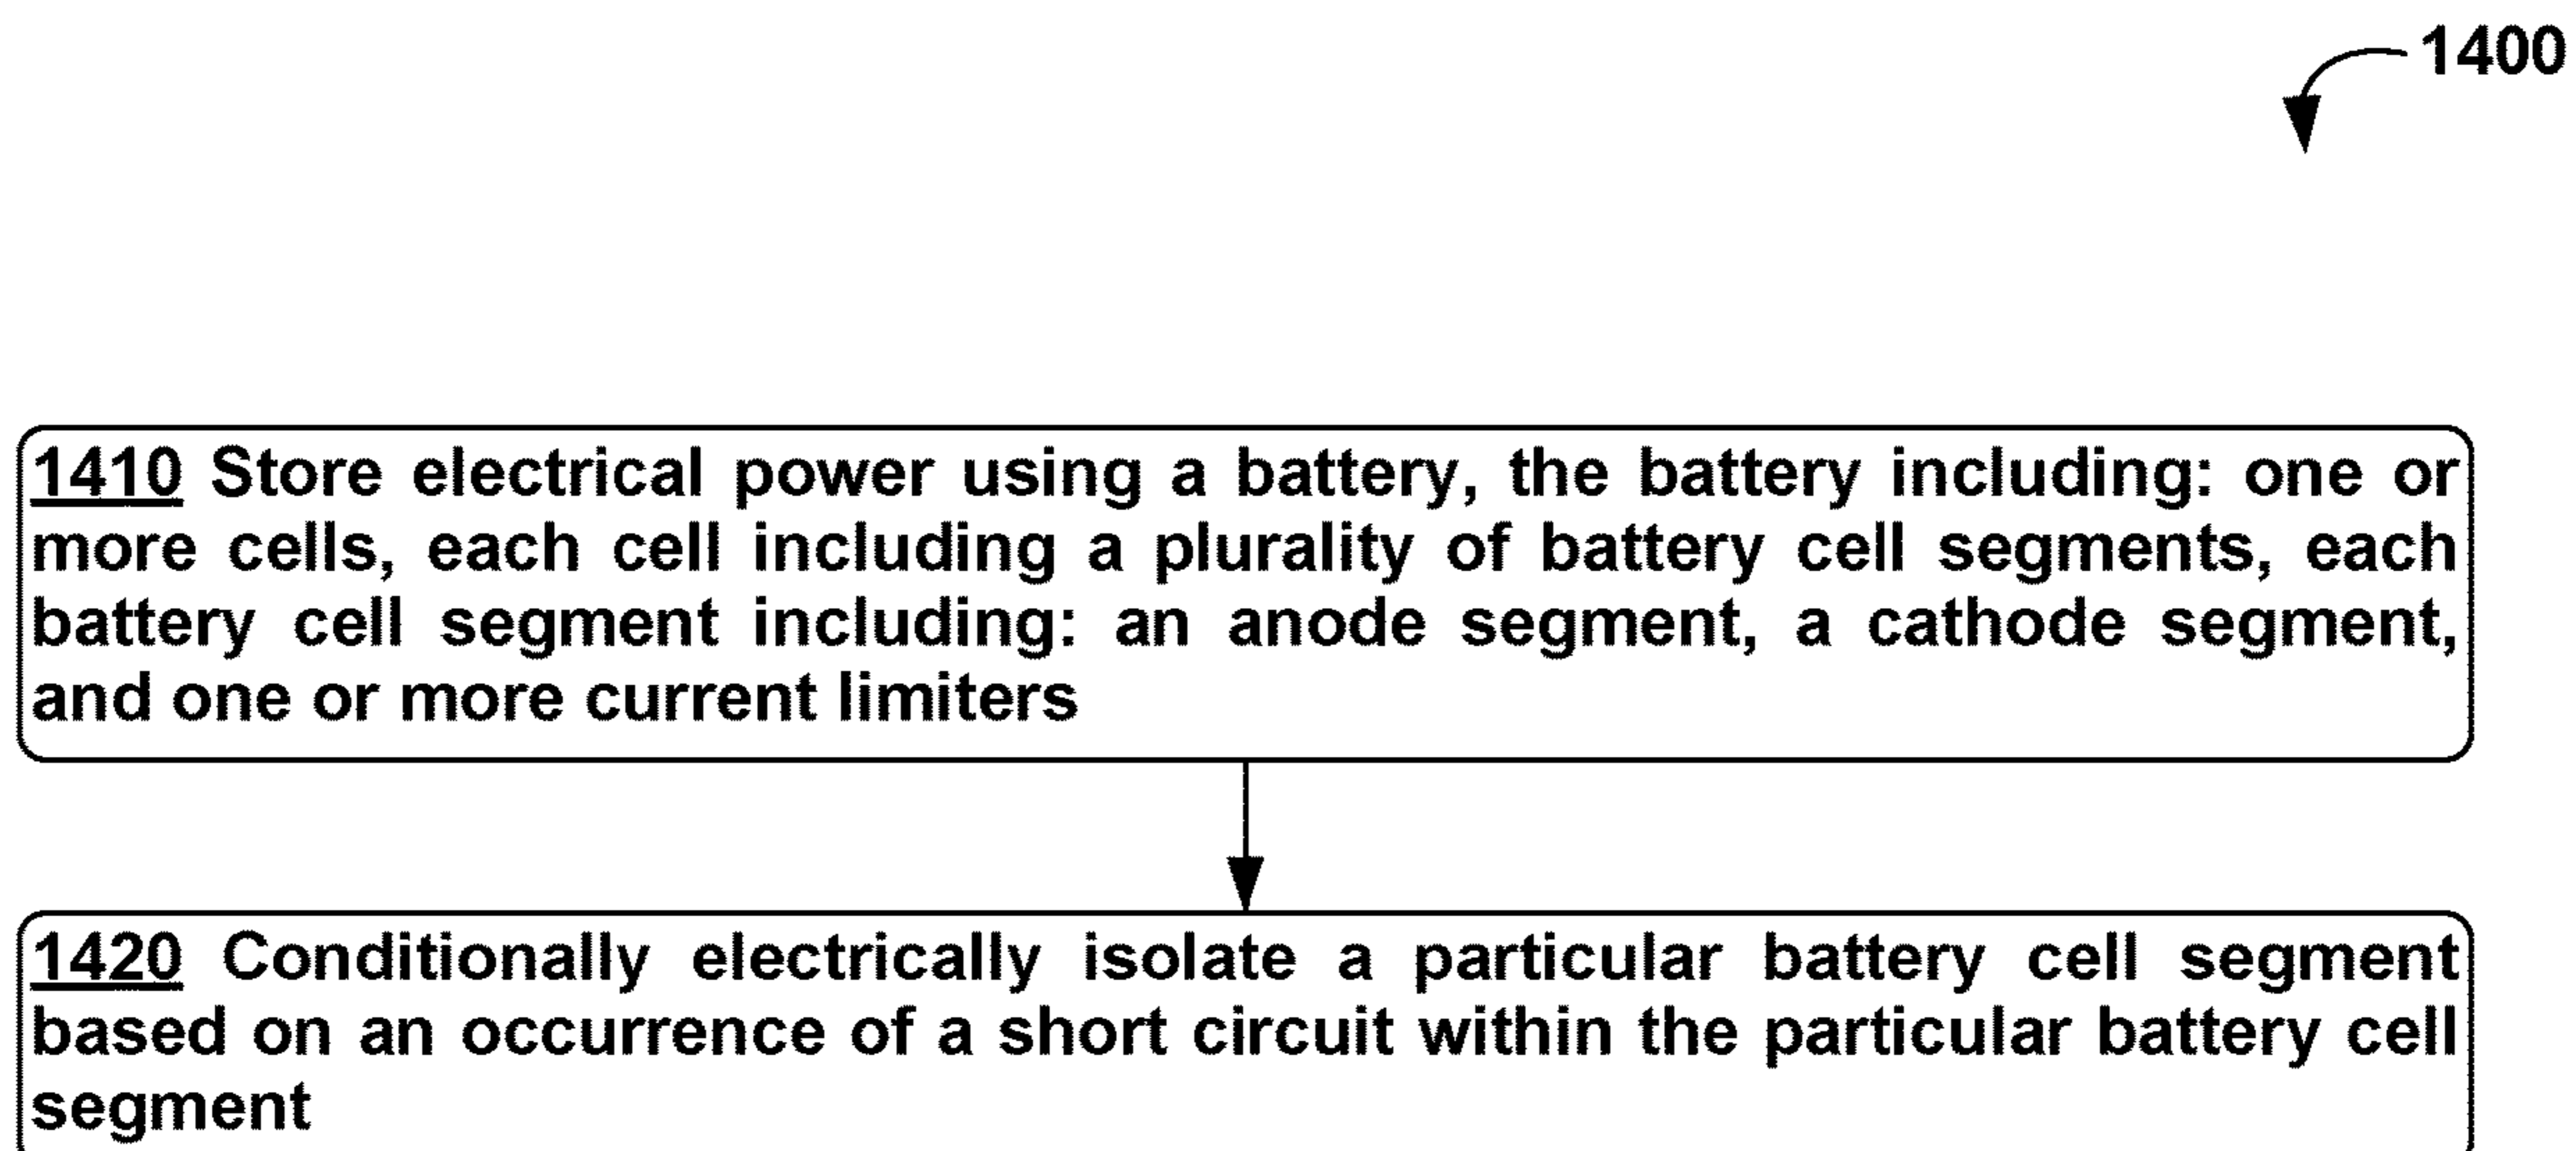 1400
1410 Store electrical power using a battery, the battery including: one or
more cells, each cell including a plurality of battery cell segments, each
battery cell segment including: an anode segment, a cathode segment,
and one or more current limiters
1420 Conditionally electrically isolate a particular battery cell segment
based on an occurrence of a short circuit within the particular battery cell
segment